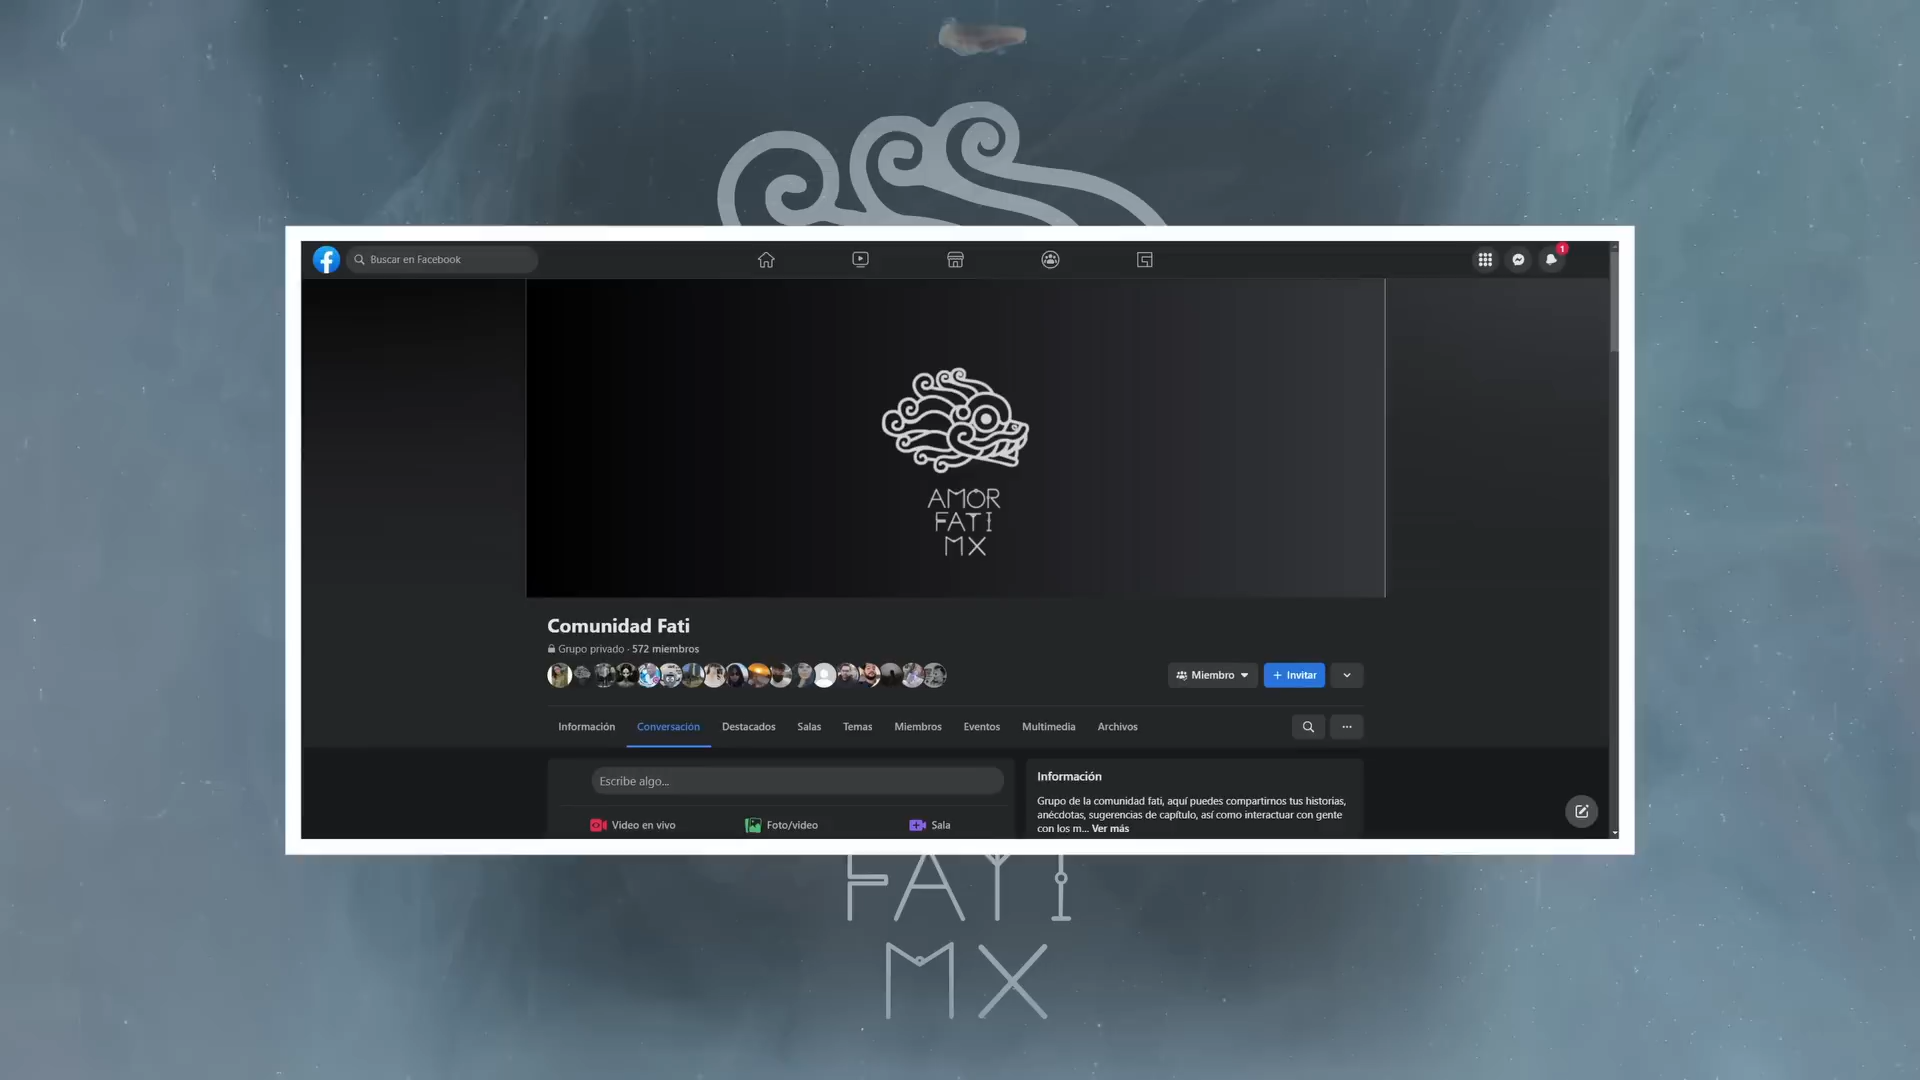 Buscar en Facebook
1
AMOR
FATI
MX
Comunidad Fati
Grupo privado · 572 miembros
Miembro
+ Invitar
Información
Conversación
Destacados
Salas
Temas
Miembros
Eventos
Multimedia
Archivos
Escribe algo...
Video en vivo
Foto/video
Sala
Información
Grupo de la comunidad fati, aquí puedes compartirnos tus historias,
anécdotas, sugerencias de capítulo, así como interactuar con gente
con los m... Ver más
FATI
MX